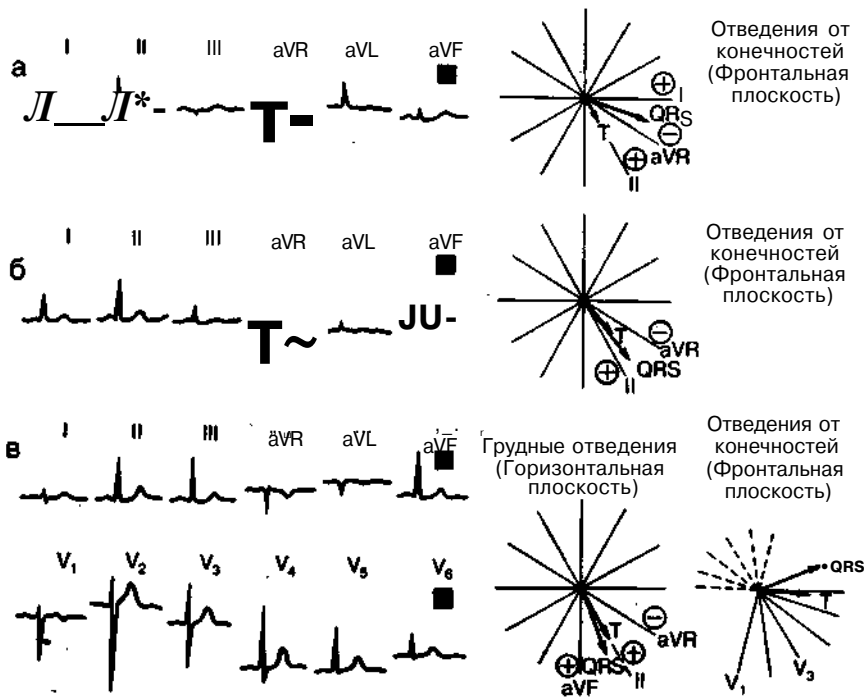 I II III aVR aVL aVF
Отведения от
конечностей
(Фронтальная
плоскость)
а
Л__Л*-
Т-
+ I
QRS
T
−
+ aVR
II
I II III aVR aVL aVF
Отведения от
конечностей
(Фронтальная
плоскость)
б
Т~
JU-
T
−
aVR
+ QRS
II
I II III aVR aVL aVF
в
Грудные отведения
(Горизонтальная
плоскость)
Отведения от
конечностей
(Фронтальная
плоскость)
V1 V2 V3 V4 V5 V6
T
−
aVR
+ QRS +
aVF II
QRS
T
V1 V3